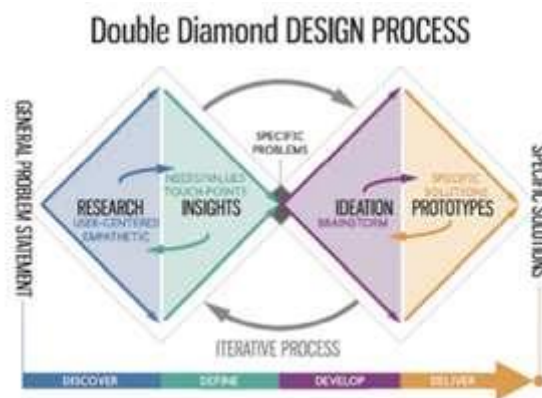 Double Diamond DESIGN PROCESS
GENERAL PROBLEM STATEMENT
SPECIFIC
PROBLEMS
NEEDS/VALUES
TOUCH-POINTS
RESEARCH
INSIGHTS
USER-CENTERED
EMPATHETIC
SPECIFIC
SOLUTIONS
IDEATION
PROTOTYPES
BRAINSTORM
SPECIFIC SOLUTIONS
ITERATIVE PROCESS
DISCOVER
DEFINE
DEVELOP
DELIVER